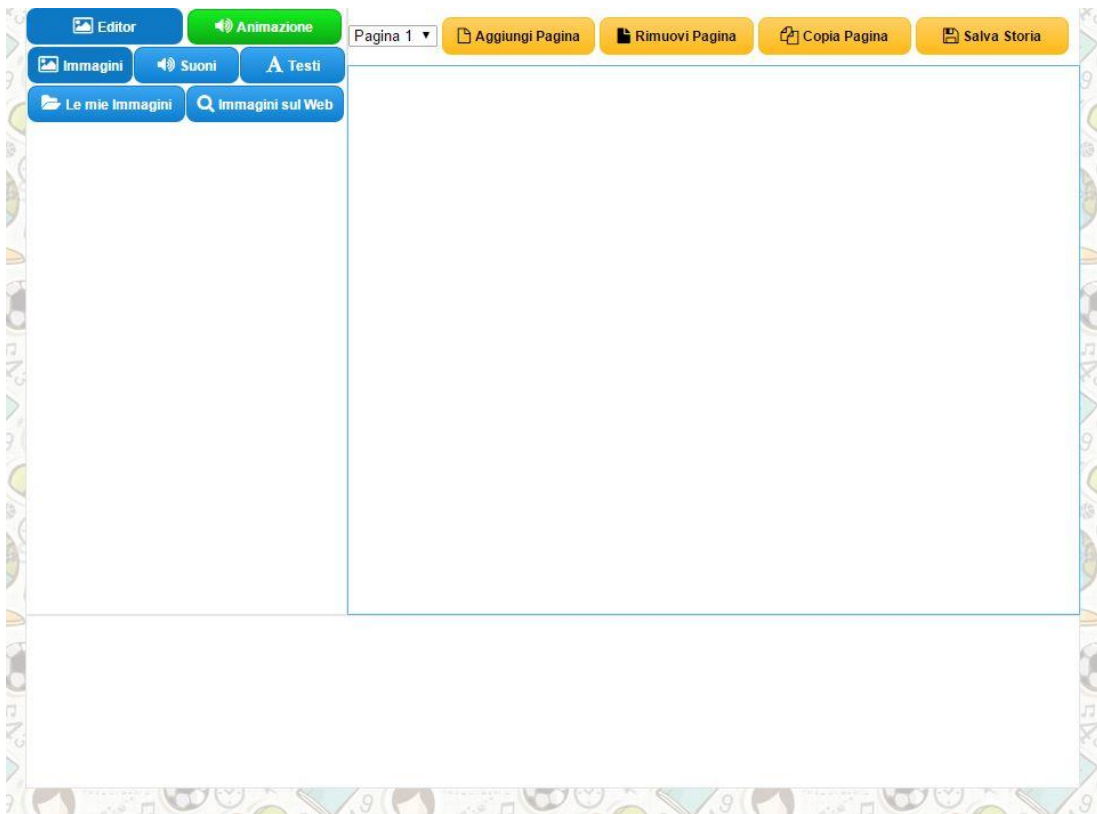 Editor Animazione
Pagina 1 Aggiungi Pagina Rimuovi Pagina Copia Pagina Salva Storia
Immagini Suoni A Testi
Le mie Immagini Immagini sul Web